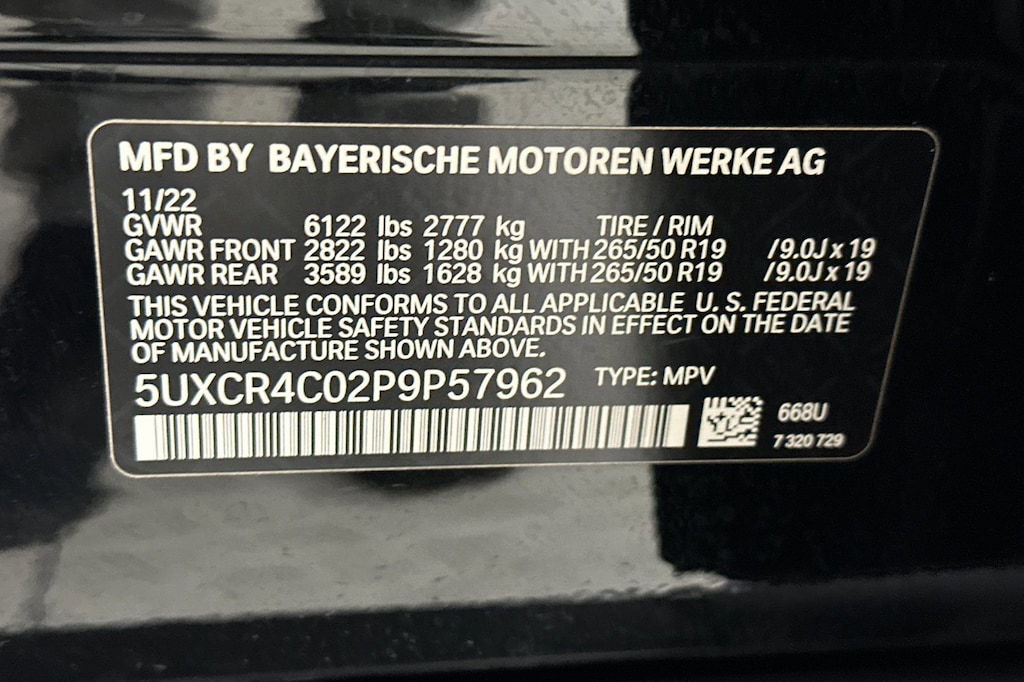 MFD BY BAYERISCHE MOTOREN WERKE AG
11/22
GVWR 6122 lbs 2777 kg TIRE / RIM
GAWR FRONT 2822 lbs 1280 kg WITH 265/50 R19 /9.0J x 19
GAWR REAR 3589 lbs 1628 kg WITH 265/50 R19 /9.0J x 19
THIS VEHICLE CONFORMS TO ALL APPLICABLE U. S. FEDERAL
MOTOR VEHICLE SAFETY STANDARDS IN EFFECT ON THE DATE
OF MANUFACTURE SHOWN ABOVE.
5UXCR4C02P9P57962 TYPE: MPV
668U
7 320 729